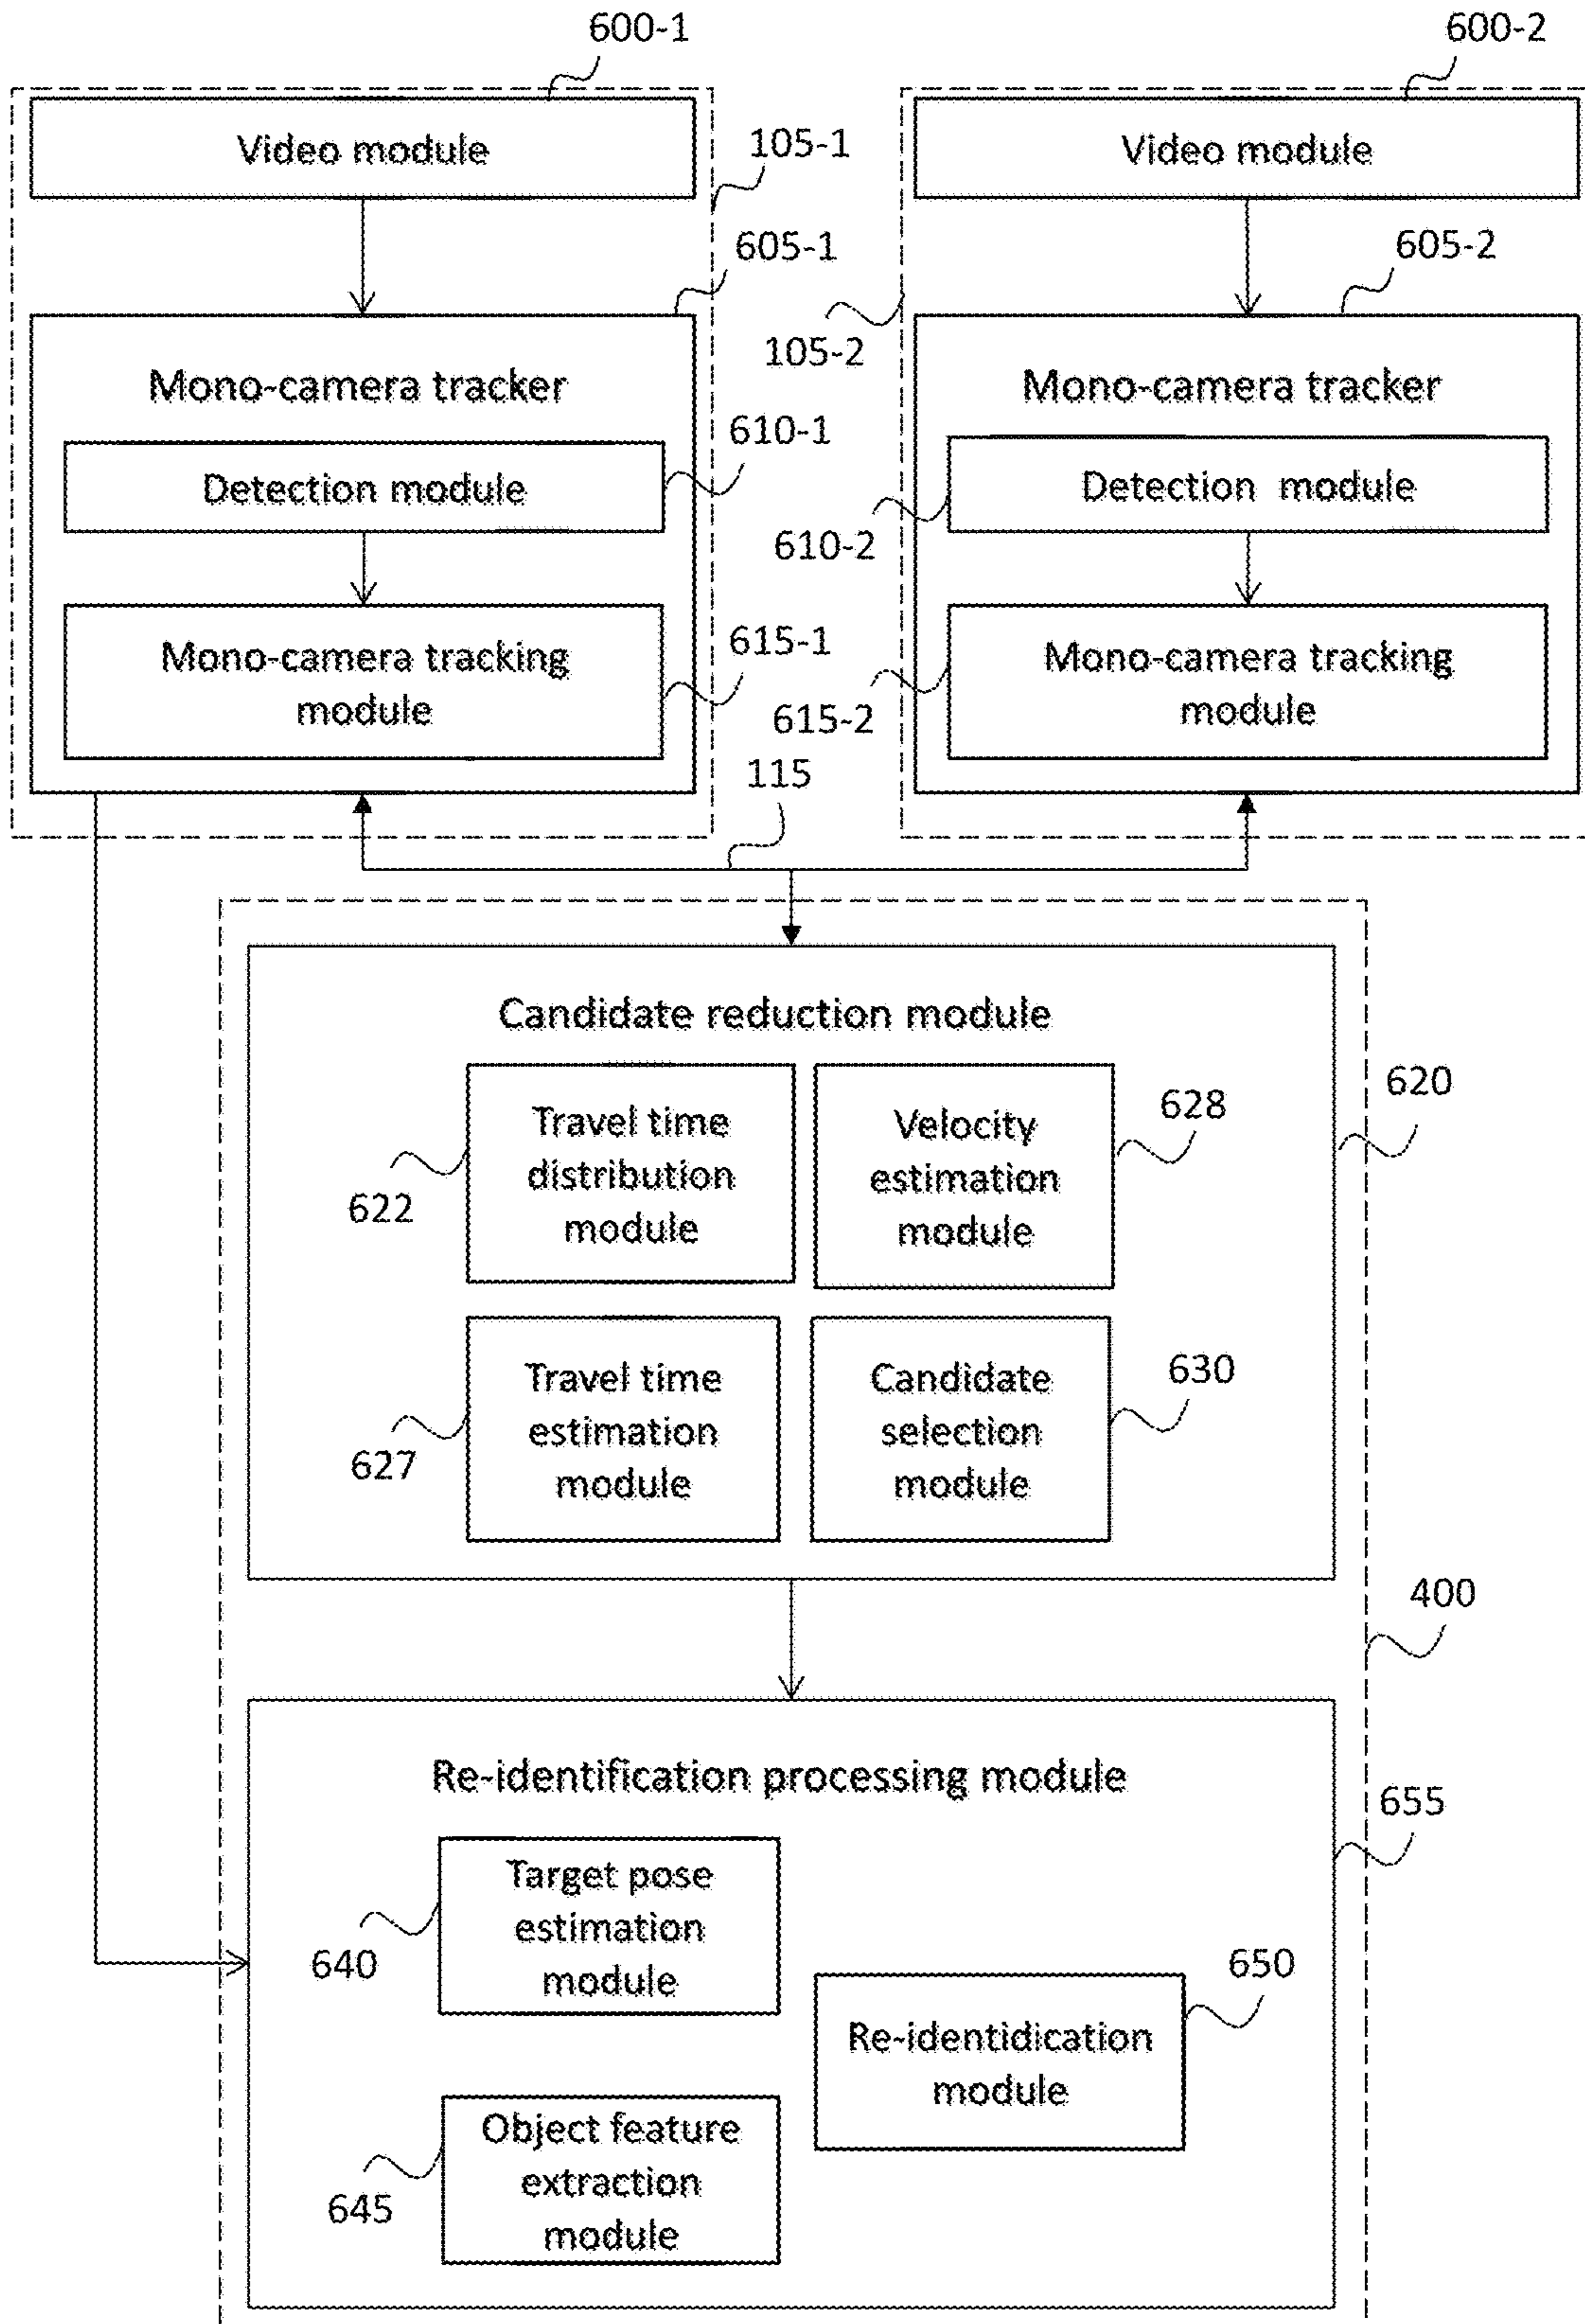 600-1
600-2
Video module
Video module
105-1
605-1
605-2
105-2
Mono-camera tracker
Mono-camera tracker
610-1
Detection module
Detection module
610-2
Mono-camera tracking
module
615-1
Mono-camera tracking
module
615-2
115
Candidate reduction module
620
Travel time
distribution
module
622
Velocity
estimation
module
628
Travel time
estimation
module
627
Candidate
selection
module
630
400
Re-identification processing module
655
Target pose
estimation
module
640
650
Re-identidication
module
Object feature
extraction
module
645